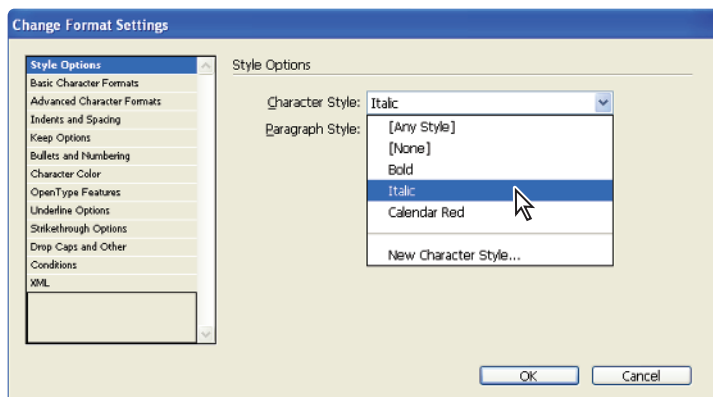 Change Format Settings
Style Options
Basic Character Formats
Advanced Character Formats
Indents and Spacing
Keep Options
Bullets and Numbering
Character Color
OpenType Features
Underline Options
Strikethrough Options
Drop Caps and Other
Conditions
XML
Style Options
Character Style: Italic
Paragraph Style:
[Any Style]
[None]
Bold
Italic
Calendar Red
New Character Style...
OK Cancel